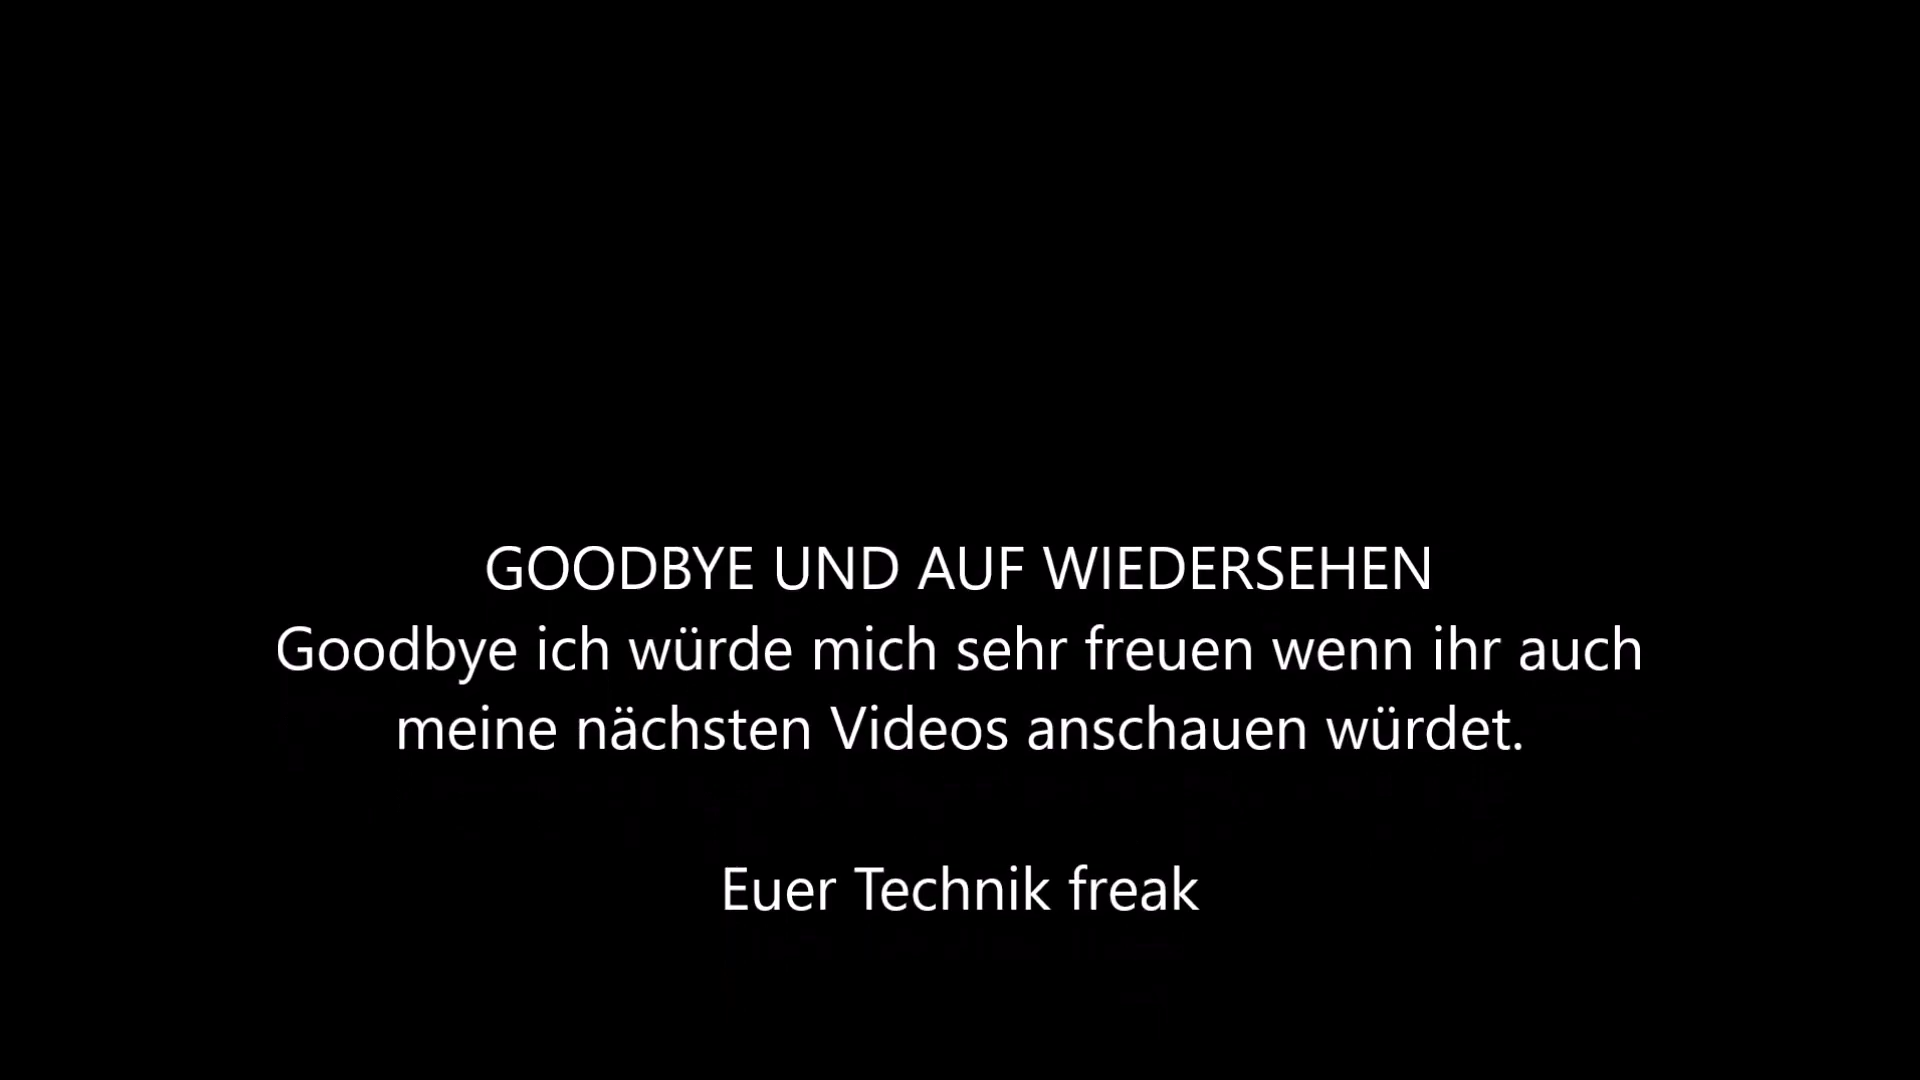 GOODBYE UND AUF WIEDERSEHEN
Goodbye ich würde mich sehr freuen wenn ihr auch
meine nächsten Videos anschauen würdet.
Euer Technik freak